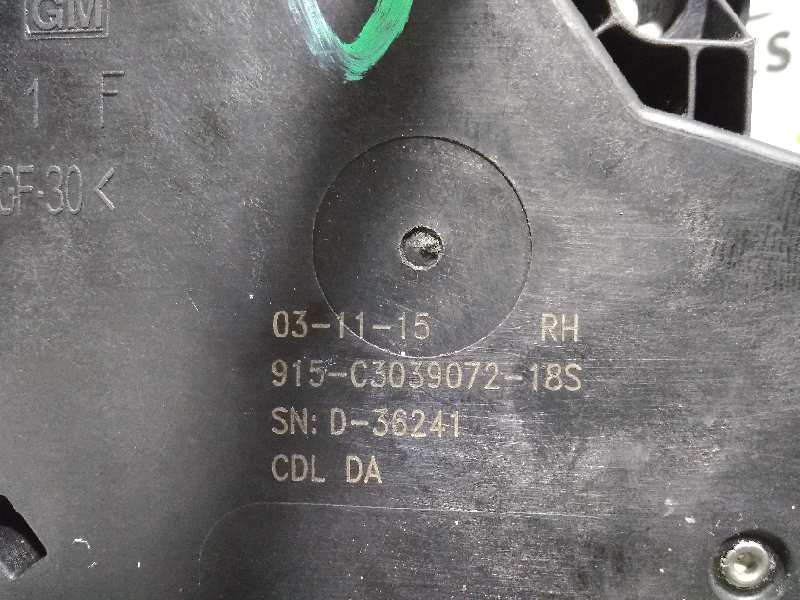 GM
1 F
GF-30<
03-11-15 RH
915-C3039072-18S
SN: D-36241
CDL DA